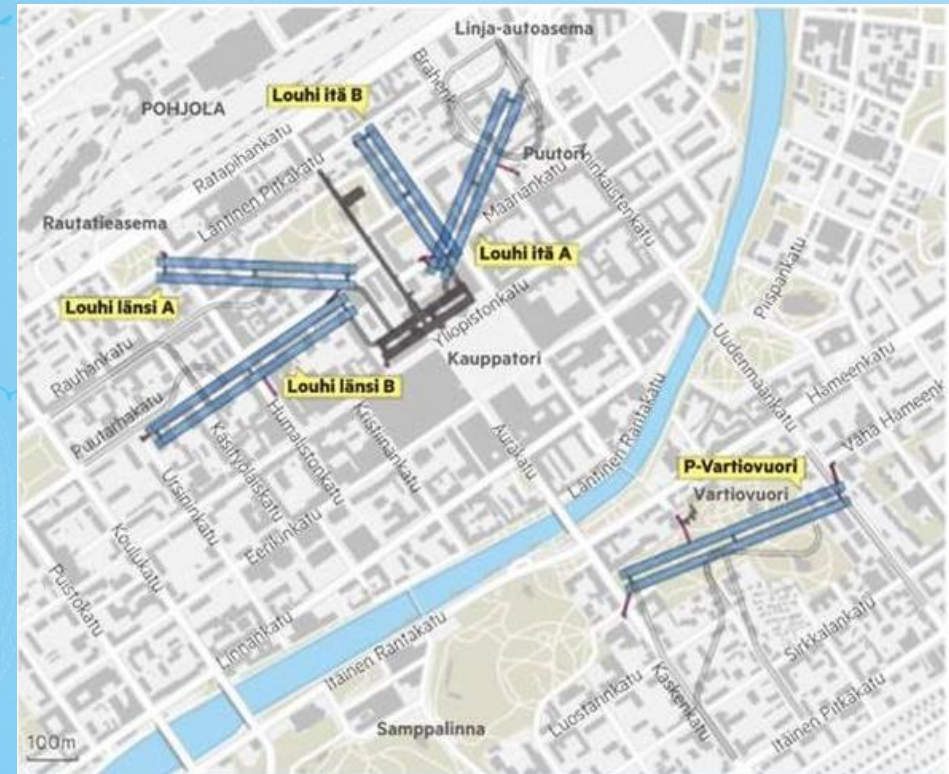 Linja-autoasema
Brahenk
Louhi itä B
POHJOLA
Ratapihankatu
Puutori
Läntinen Pitkäkatu
Maariankatu
Aninkaistenkatu
Rautatieasema
Louhi itä A
Piispankatu
Louhi länsi A
Yliopistonkatu
Kauppatori
Uudenmaankatu
Rauhankatu
Hämeenkatu
Louhi länsi B
Puutarhakatu
Läntinen Rantakatu
Vähä Hämeenk
Humalistonkatu
Kristiinankatu
Aurakatu
Käsityöläiskatu
P-Vartiovuori
Vartiovuori
Ursininkatu
Eerikinkatu
Koulukatu
Puistokatu
Linnankatu
Itäinen Rantakatu
Sirkkalankatu
Kaskenkatu
Luostarinkatu
Itäinen Pitkäkatu
Samppalinna
100m